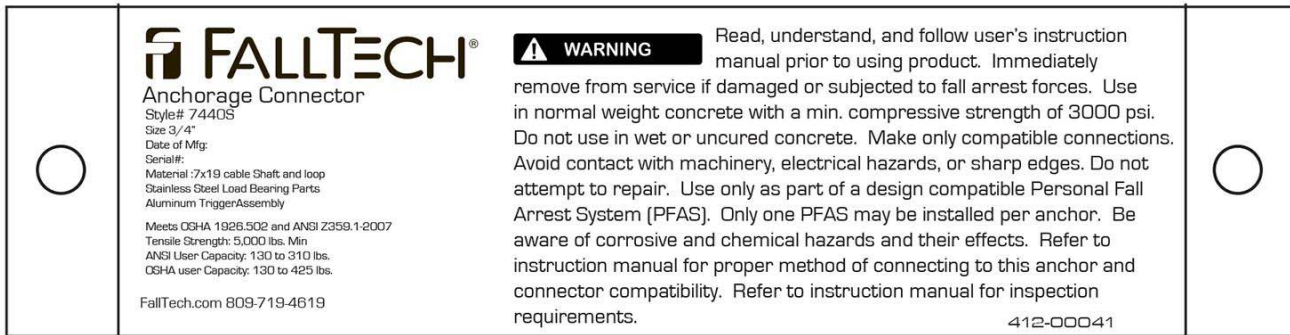 FALLTECH®
Anchorage Connector
Style# 7440S
Size 3/4"
Date of Mfg:
Serial#:
Material :7x19 cable Shaft and loop
Stainless Steel Load Bearing Parts
Aluminum TriggerAssembly
Meets OSHA 1926.502 and ANSI Z359.1-2007
Tensile Strength: 5,000 lbs. Min
ANSI User Capacity: 130 to 310 lbs.
OSHA user Capacity: 130 to 425 lbs.
FallTech.com 809-719-4619
WARNING Read, understand, and follow user's instruction
manual prior to using product. Immediately
remove from service if damaged or subjected to fall arrest forces. Use
in normal weight concrete with a min. compressive strength of 3000 psi.
Do not use in wet or uncured concrete. Make only compatible connections.
Avoid contact with machinery, electrical hazards, or sharp edges. Do not
attempt to repair. Use only as part of a design compatible Personal Fall
Arrest System (PFAS). Only one PFAS may be installed per anchor. Be
aware of corrosive and chemical hazards and their effects. Refer to
instruction manual for proper method of connecting to this anchor and
connector compatibility. Refer to instruction manual for inspection
requirements.
412-00041